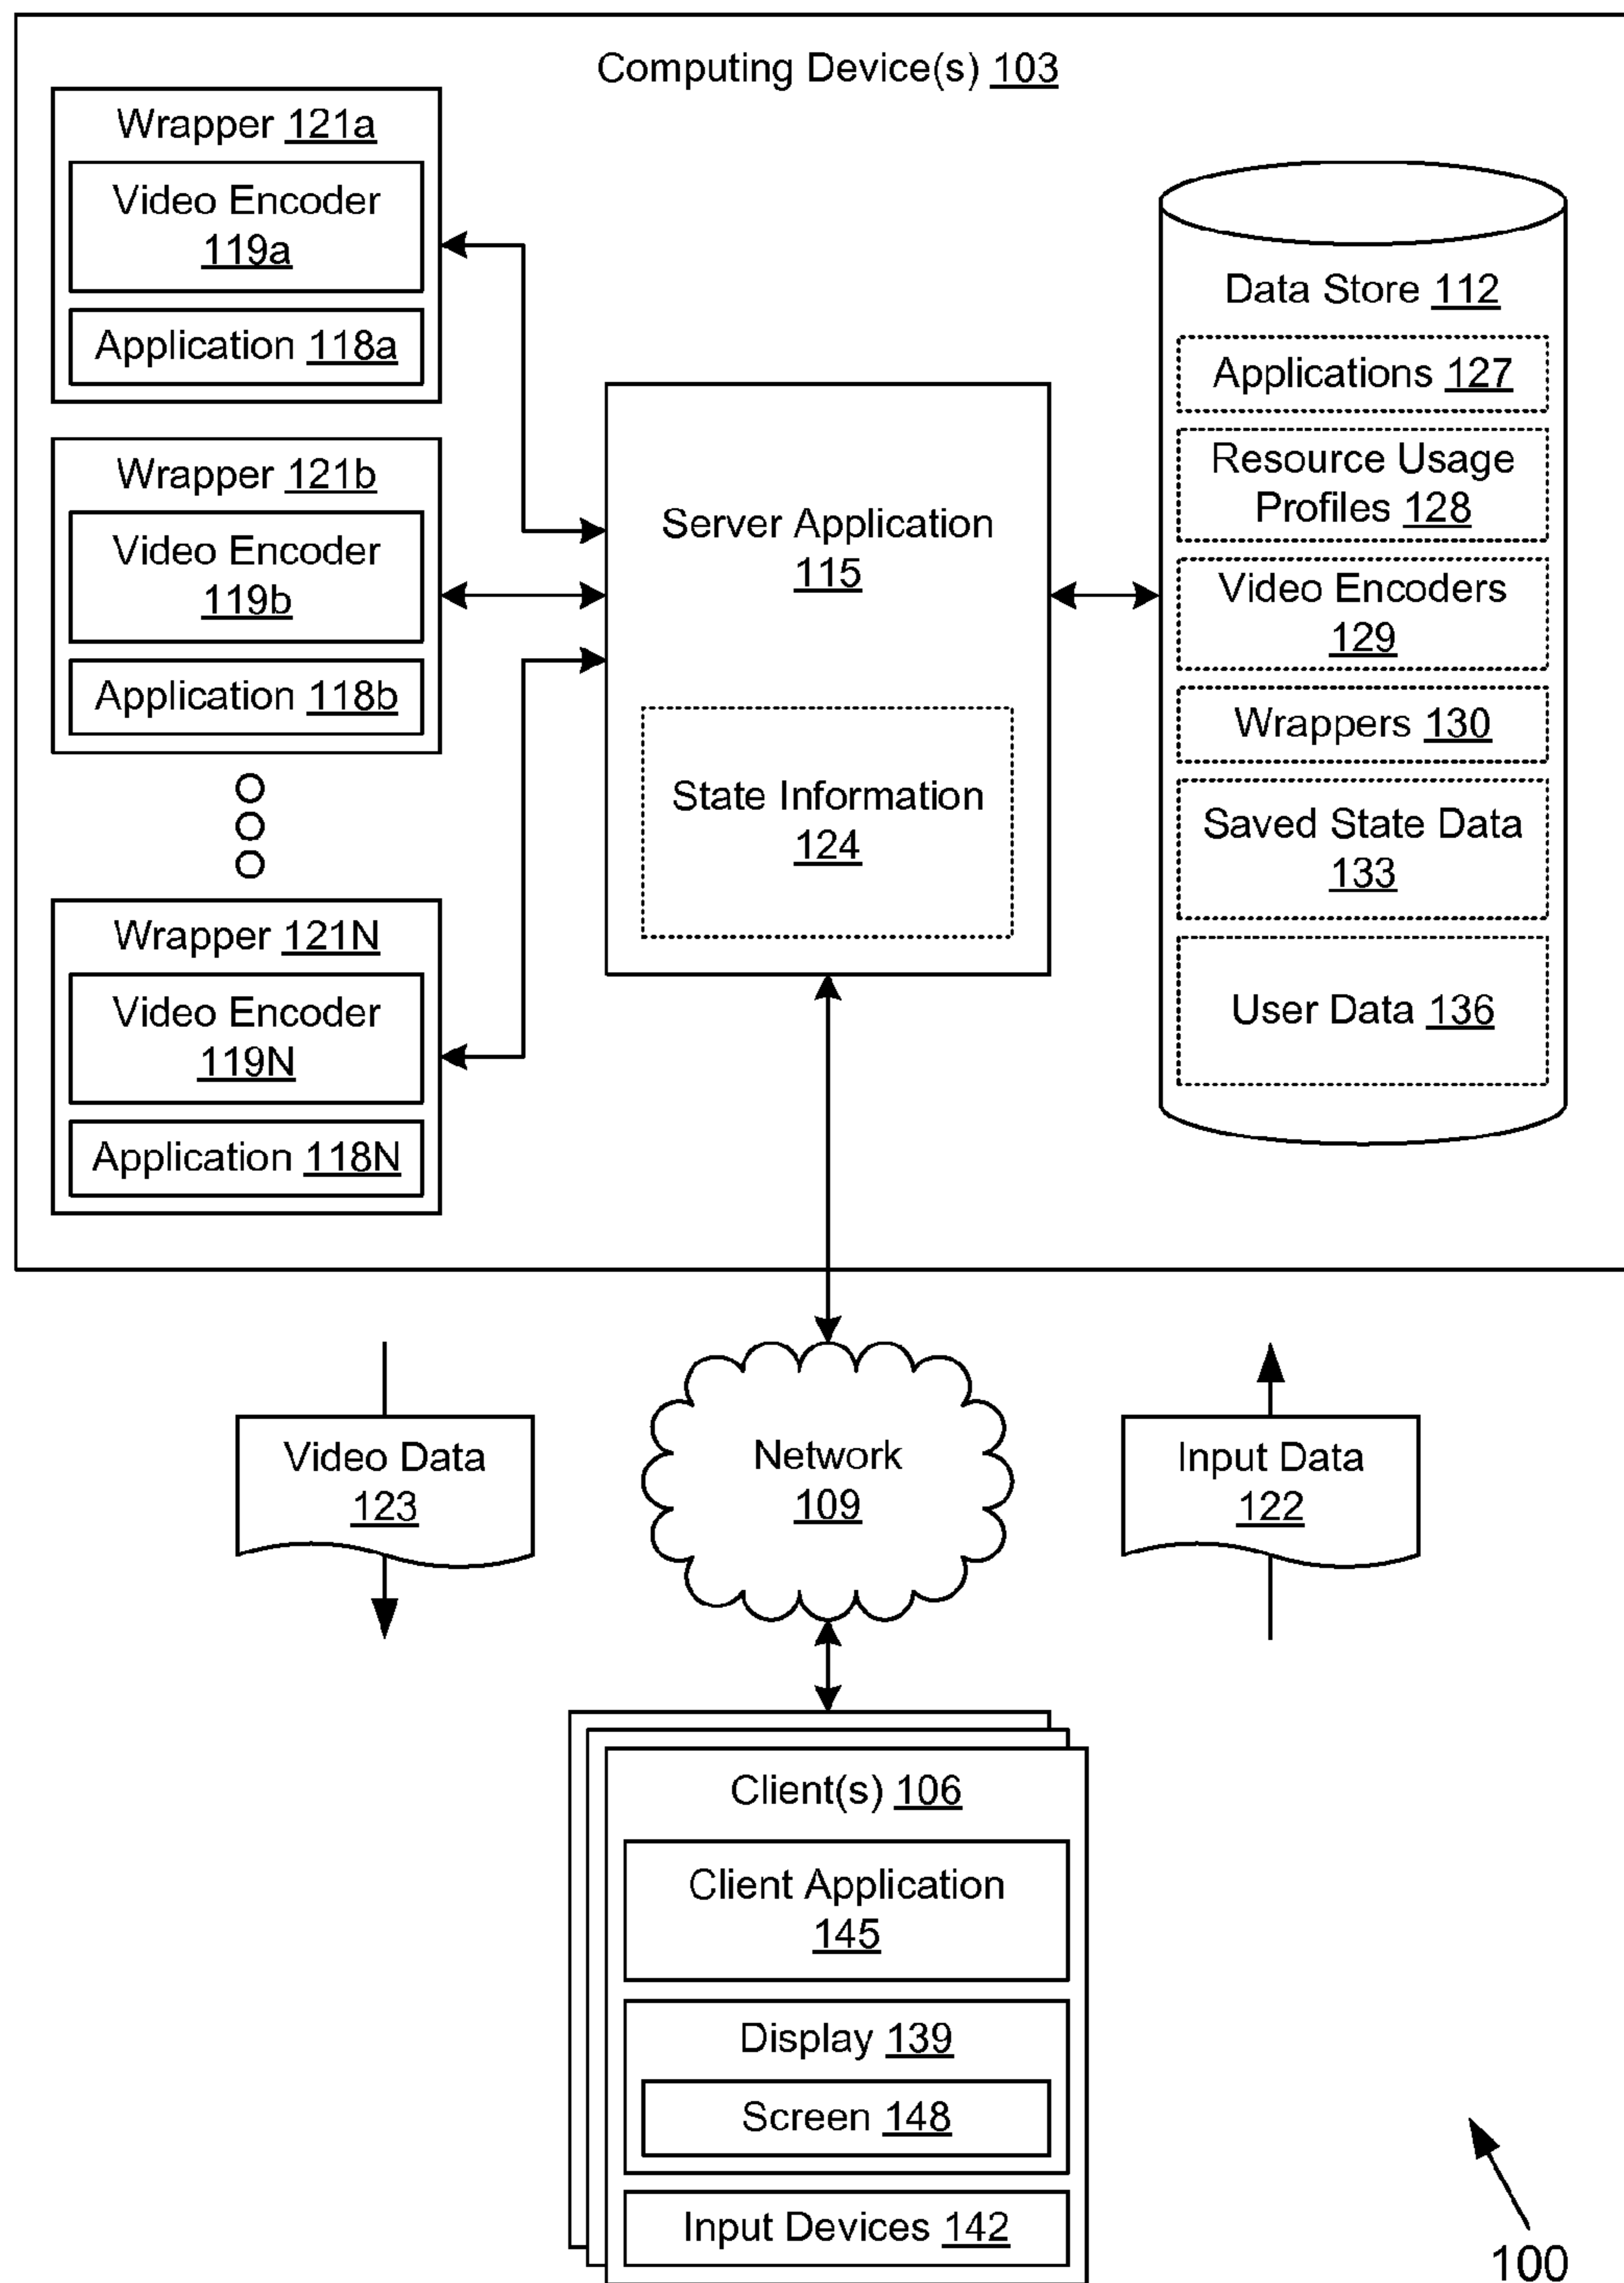 Computing Device(s) 103
Wrapper 121a
Video Encoder
119a
Application 118a
Wrapper 121b
Video Encoder
119b
Application 118b
Wrapper 121N
Video Encoder
119N
Application 118N
Server Application
115
State Information
124
Data Store 112
Applications 127
Resource Usage
Profiles 128
Video Encoders
129
Wrappers 130
Saved State Data
133
User Data 136
Video Data
123
Network
109
Input Data
122
Client(s) 106
Client Application
145
Display 139
Screen 148
Input Devices 142
100